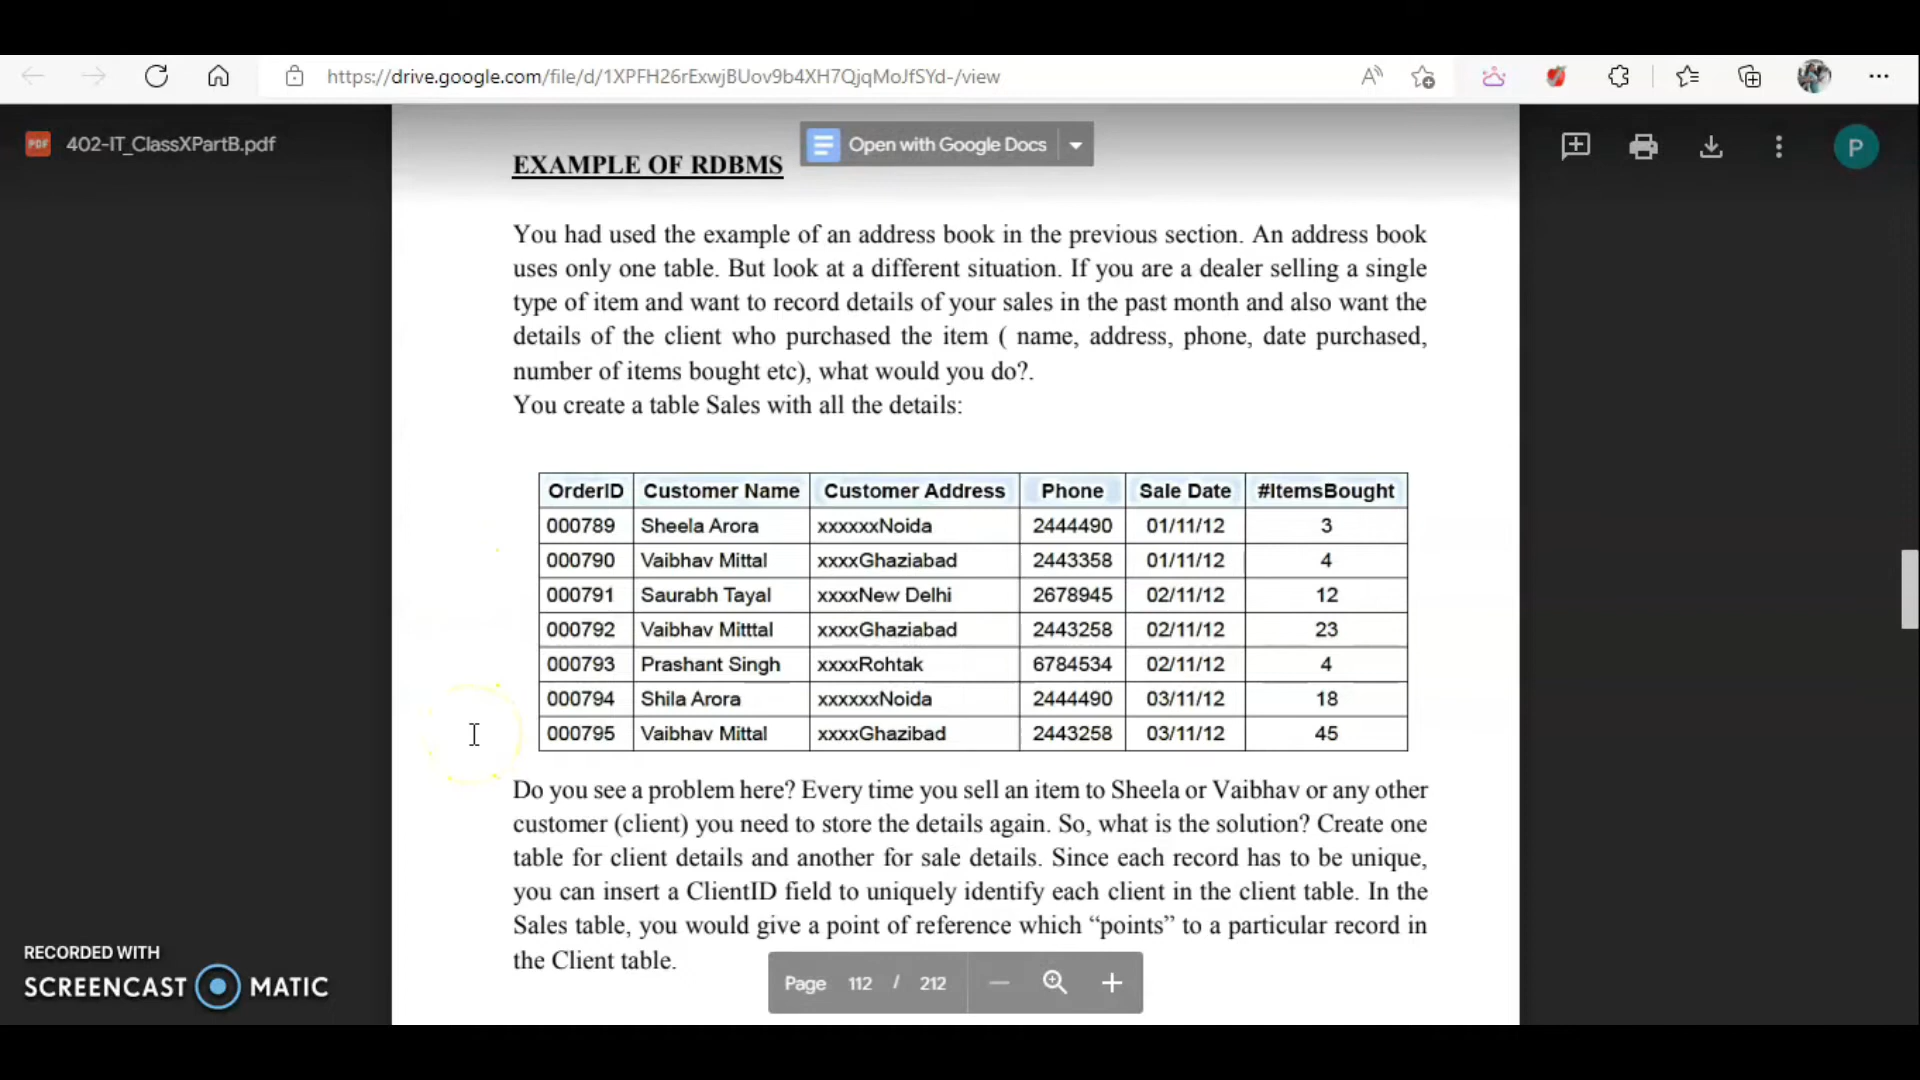 https://drive.google.com/file/d/1XPFH26rExwjBUov9b4XH7QjqMoJfSYd-/view
402-IT_ClassXPartB.pdf
Open with Google Docs
P
EXAMPLE OF RDBMS
You had used the example of an address book in the previous section. An address book
uses only one table. But look at a different situation. If you are a dealer selling a single
type of item and want to record details of your sales in the past month and also want the
details of the client who purchased the item ( name, address, phone, date purchased,
number of items bought etc), what would you do?.
You create a table Sales with all the details:
OrderID Customer Name Customer Address Phone Sale Date #ItemsBought
000789 Sheela Arora xxxxxxNoida 2444490 01/11/12 3
000790 Vaibhav Mittal xxxxGhaziabad 2443358 01/11/12 4
000791 Saurabh Tayal xxxxNew Delhi 2678945 02/11/12 12
000792 Vaibhav Mitttal xxxxGhaziabad 2443258 02/11/12 23
000793 Prashant Singh xxxxRohtak 6784534 02/11/12 4
000794 Shila Arora xxxxxxNoida 2444490 03/11/12 18
000795 Vaibhav Mittal xxxxGhazibad 2443258 03/11/12 45
Do you see a problem here? Every time you sell an item to Sheela or Vaibhav or any other
customer (client) you need to store the details again. So, what is the solution? Create one
table for client details and another for sale details. Since each record has to be unique,
you can insert a ClientID field to uniquely identify each client in the client table. In the
Sales table, you would give a point of reference which “points” to a particular record in
the Client table.
Page 112 / 212
RECORDED WITH
SCREENCAST MATIC